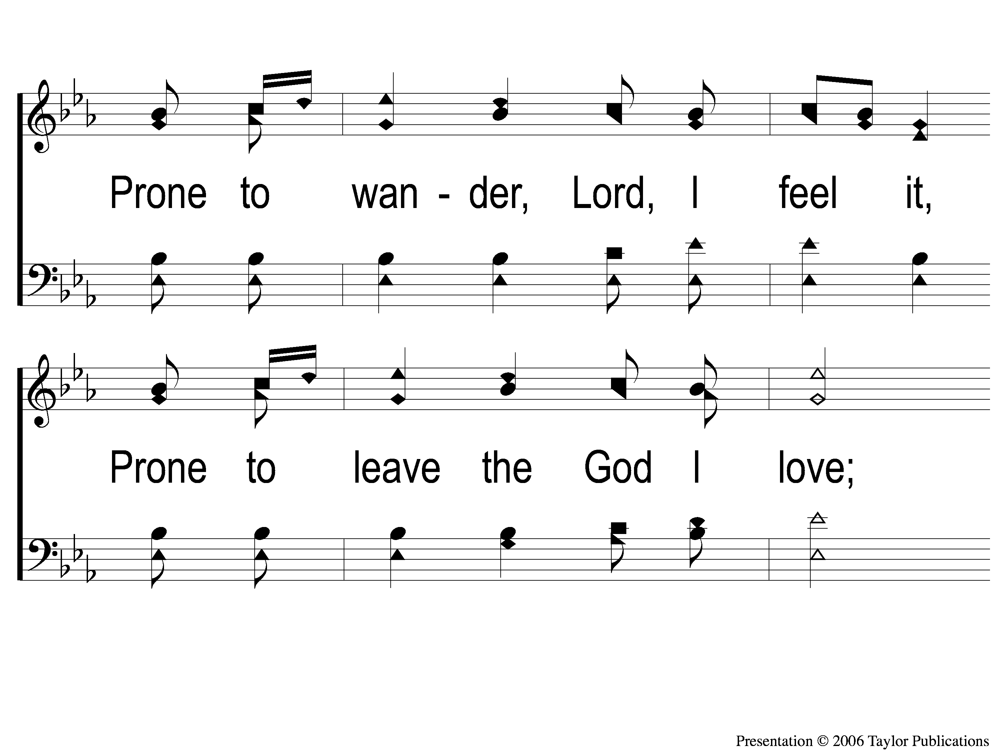 Prone to wan - der, Lord, I feel it,
Prone to leave the God I love;
Presentation © 2006 Taylor Publications